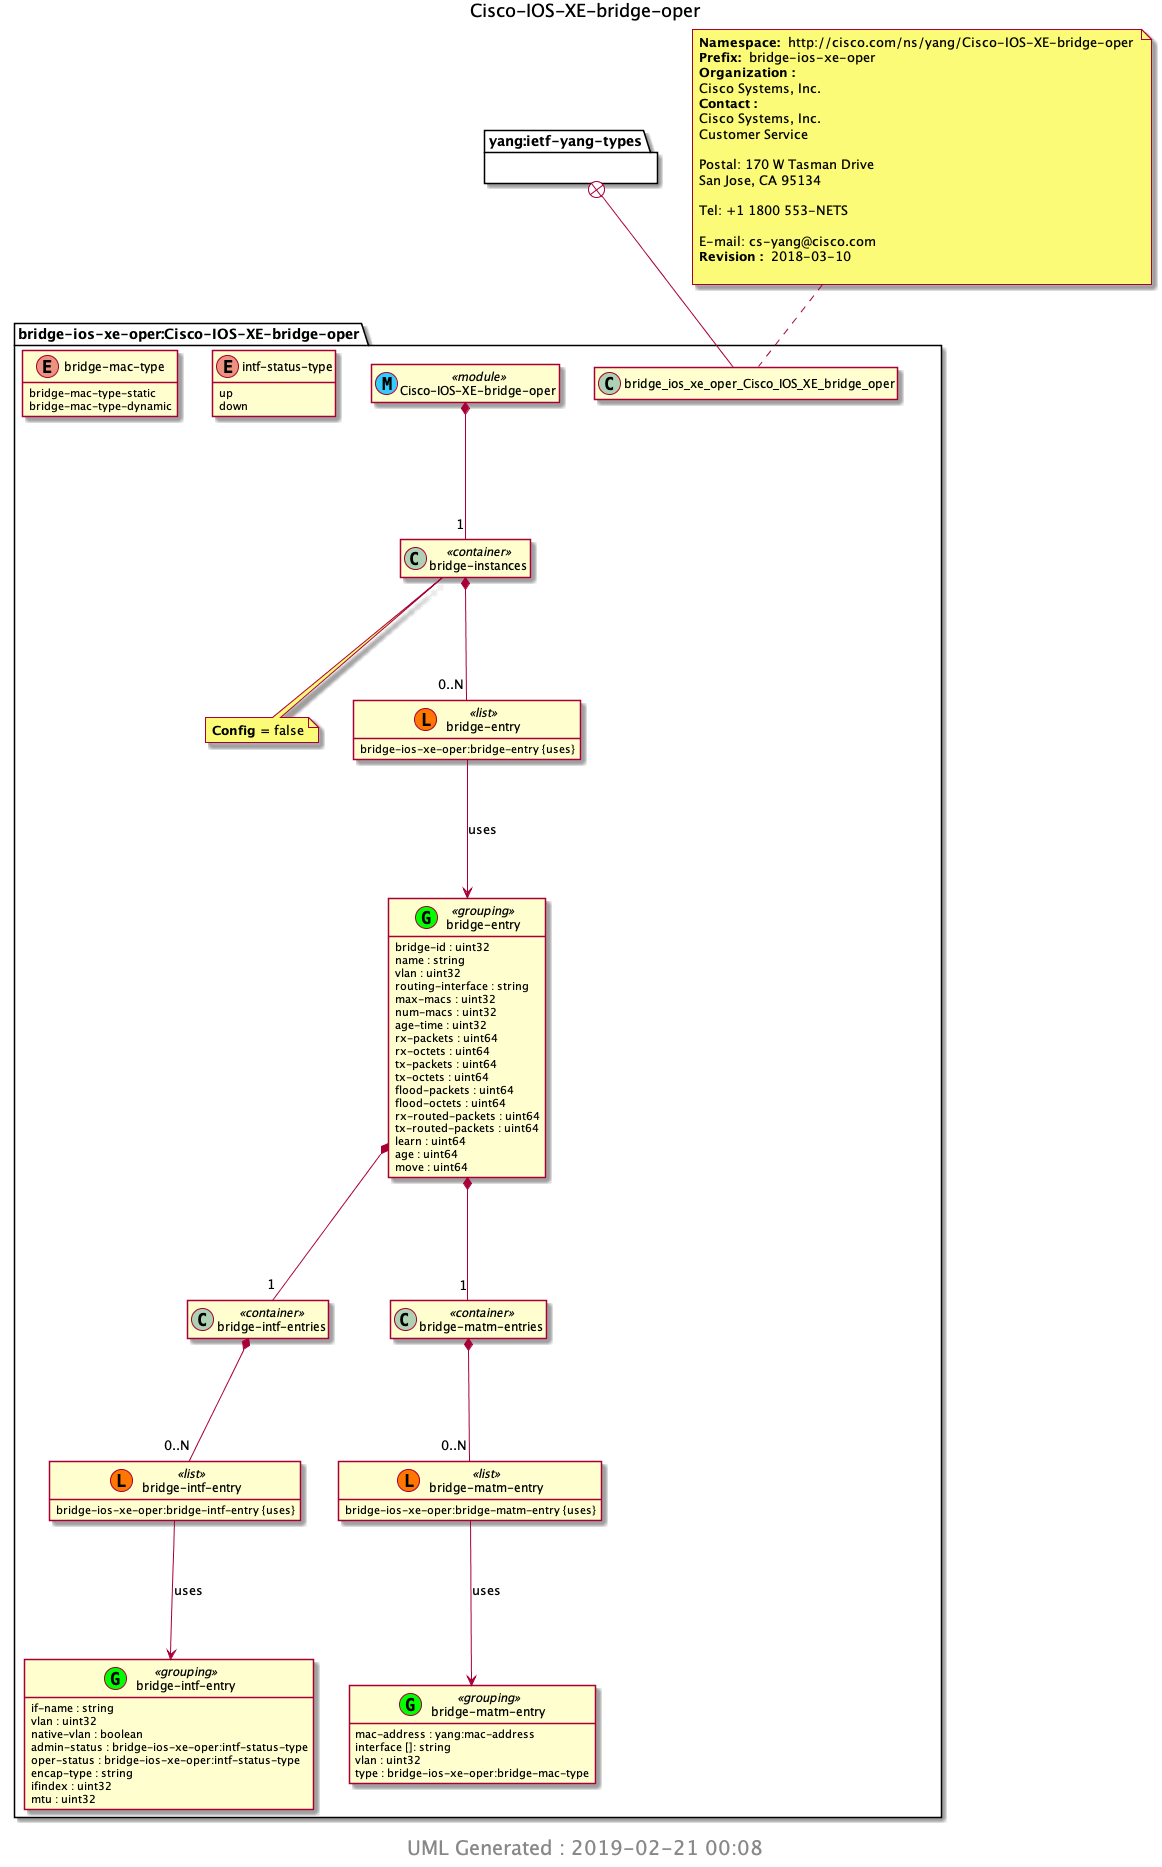 Cisco-IOS-XE-bridge-oper
Namespace: http://cisco.com/ns/yang/Cisco-IOS-XE-bridge-oper
Prefix: bridge-ios-xe-oper
Organization :
Cisco Systems, Inc.
Contact :
Cisco Systems, Inc.
Customer Service
Postal: 170 W Tasman Drive
San Jose, CA 95134
Tel: +1 1800 553-NETS
E-mail: cs-yang@cisco.com
Revision : 2018-03-10
yang:ietf-yang-types
bridge-ios-xe-oper:Cisco-IOS-XE-bridge-oper
E bridge-mac-type
bridge-mac-type-static
bridge-mac-type-dynamic
E intf-status-type
up
down
M «module»
Cisco-IOS-XE-bridge-oper
C bridge_ios_xe_oper_Cisco_IOS_XE_bridge_oper
1
C «container»
bridge-instances
0..N
Config = false
L «list»
bridge-entry
bridge-ios-xe-oper:bridge-entry {uses}
uses
G «grouping»
bridge-entry
bridge-id : uint32
name : string
vlan : uint32
routing-interface : string
max-macs : uint32
num-macs : uint32
age-time : uint32
rx-packets : uint64
rx-octets : uint64
tx-packets : uint64
tx-octets : uint64
flood-packets : uint64
flood-octets : uint64
rx-routed-packets : uint64
tx-routed-packets : uint64
learn : uint64
age : uint64
move : uint64
1
1
C «container»
bridge-intf-entries
C «container»
bridge-matm-entries
0..N
0..N
L «list»
bridge-intf-entry
bridge-ios-xe-oper:bridge-intf-entry {uses}
L «list»
bridge-matm-entry
bridge-ios-xe-oper:bridge-matm-entry {uses}
uses
uses
G «grouping»
bridge-intf-entry
if-name : string
vlan : uint32
native-vlan : boolean
admin-status : bridge-ios-xe-oper:intf-status-type
oper-status : bridge-ios-xe-oper:intf-status-type
encap-type : string
ifindex : uint32
mtu : uint32
G «grouping»
bridge-matm-entry
mac-address : yang:mac-address
interface []: string
vlan : uint32
type : bridge-ios-xe-oper:bridge-mac-type
UML Generated : 2019-02-21 00:08